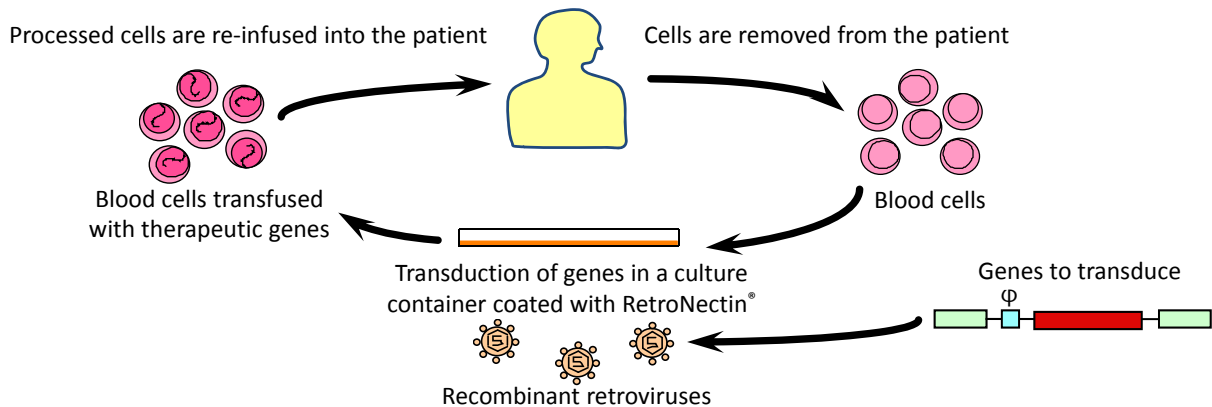 Processed cells are re-infused into the patient
Cells are removed from the patient
Blood cells transfused
with therapeutic genes
Blood cells
Transduction of genes in a culture
container coated with RetroNectin®
Genes to transduce
φ
Recombinant retroviruses